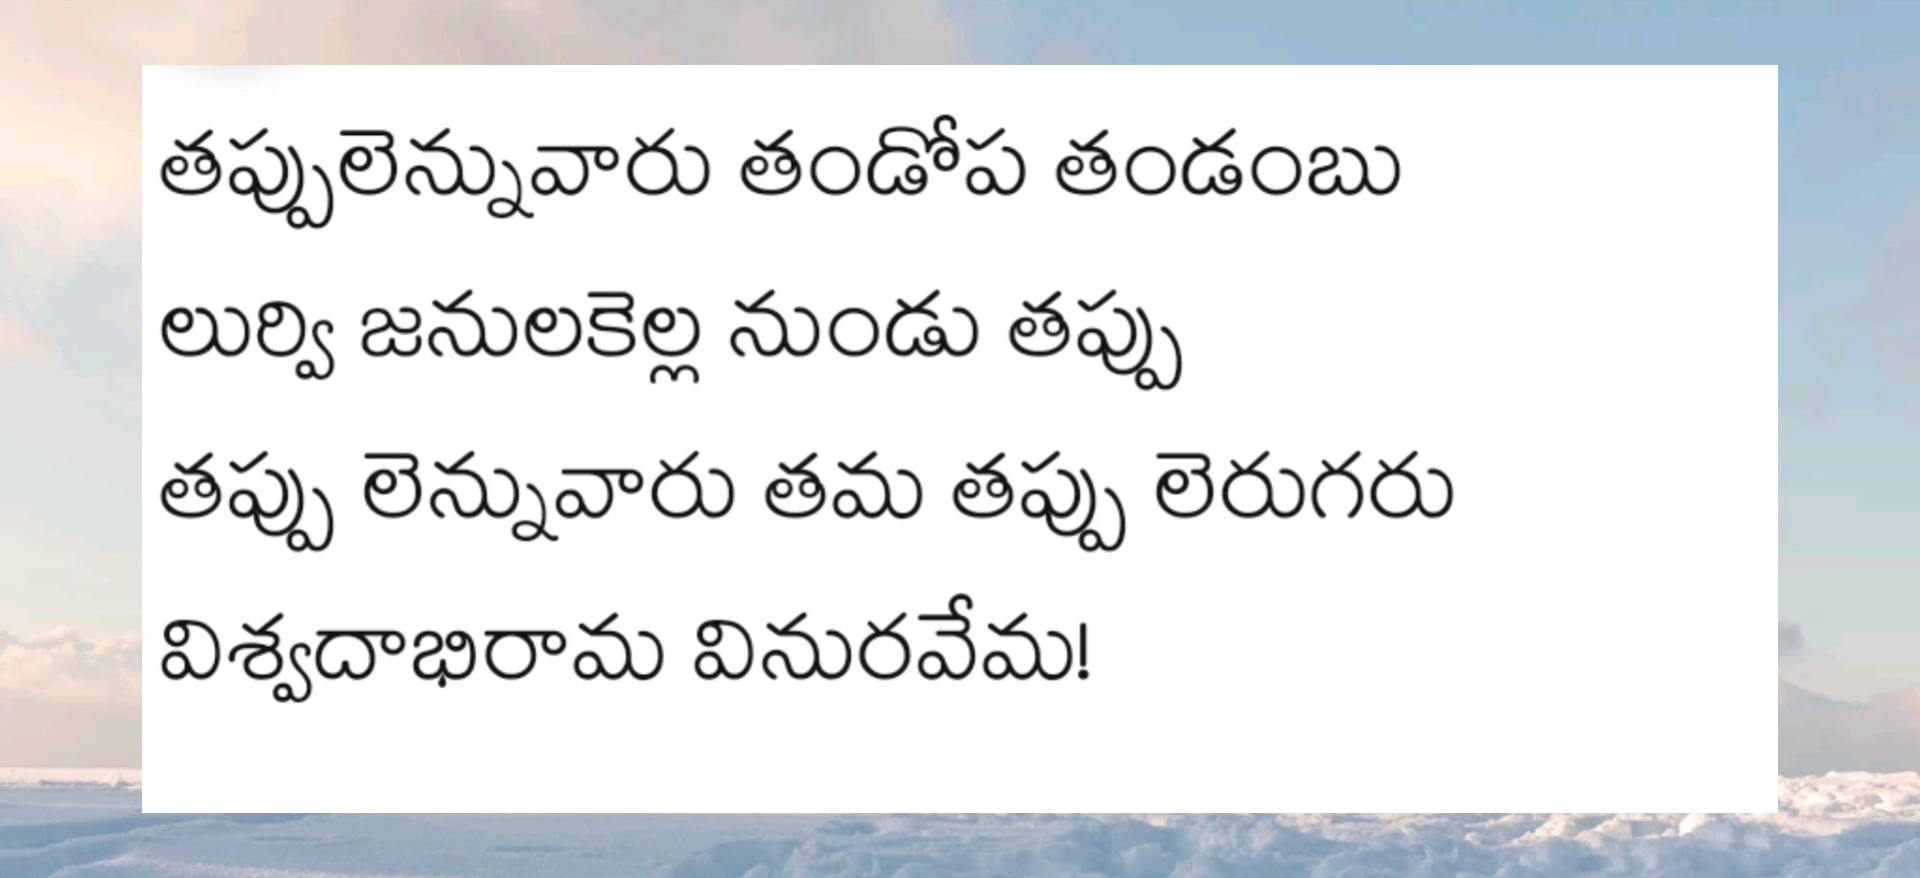 తప్పులెన్నువారు తండోప తండంబు
లుర్వి జనులకెల్ల నుండు తప్పు
తప్పు లెన్నువారు తమ తప్పు లెరుగరు
విశ్వదాభిరామ వినురవేమ!